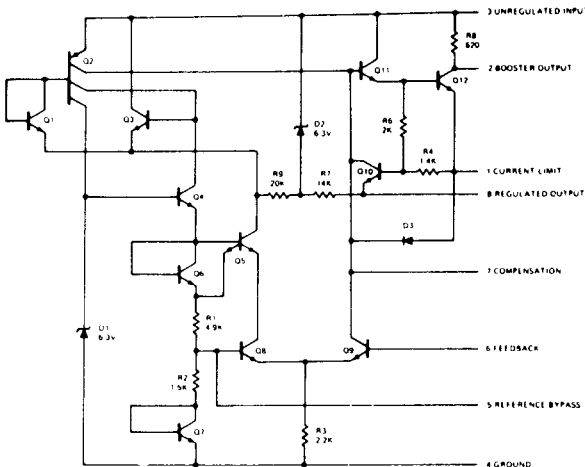 3 UNREGULATED INPUT
R8
620
Q2
Q11
2 BOOSTER OUTPUT
Q12
Q1
Q3
D2
6.3V
R6
2K
R4
1.4K
1 CURRENT LIMIT
Q10
R9
20K
R7
14K
8 REGULATED OUTPUT
Q4
D3
Q5
Q6
7 COMPENSATION
R1
4.9K
D1
6.3V
Q8
Q9
6 FEEDBACK
R2
1.5K
5 REFERENCE BYPASS
Q7
R3
2.2K
4 GROUND